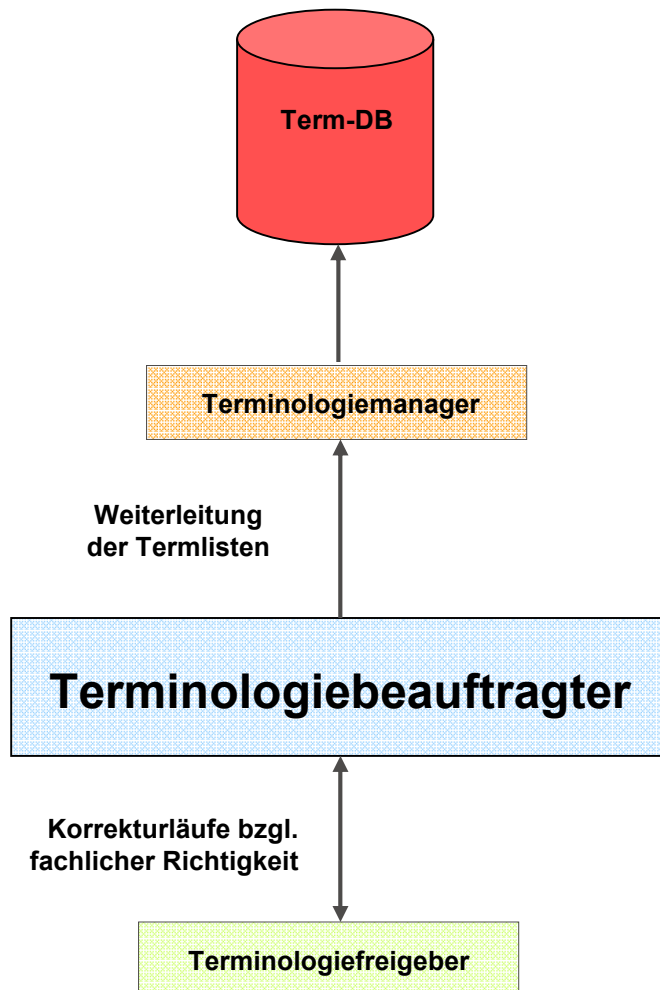 Term-DB
Terminologiemanager
Weiterleitung
der Termlisten
Terminologiebeauftragter
Korrekturläufe bzgl.
fachlicher Richtigkeit
Terminologiefreigeber